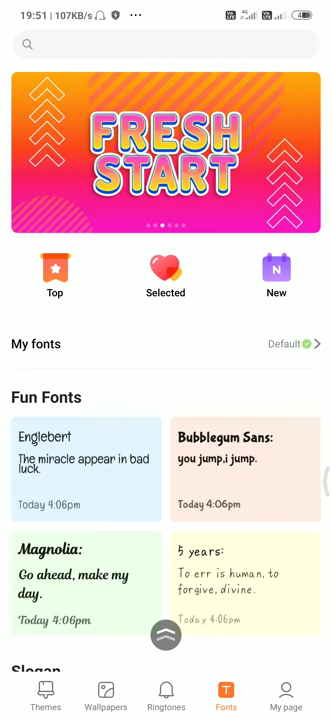 19:51 | 107KB/s
4G
FRESH
START
Top
Selected
N
New
My fonts
Default
Fun Fonts
Englebert
The miracle appear in bad
luck.
Today 4:06pm
Bubblegum Sans:
you jump,i jump.
Today 4:06pm
Magnolia:
Go ahead, make my
day.
Today 4:06pm
5 years:
To err is human, to
forgive, divine.
Today 4:06pm
Slogan
T
Themes
Wallpapers
Ringtones
Fonts
My page